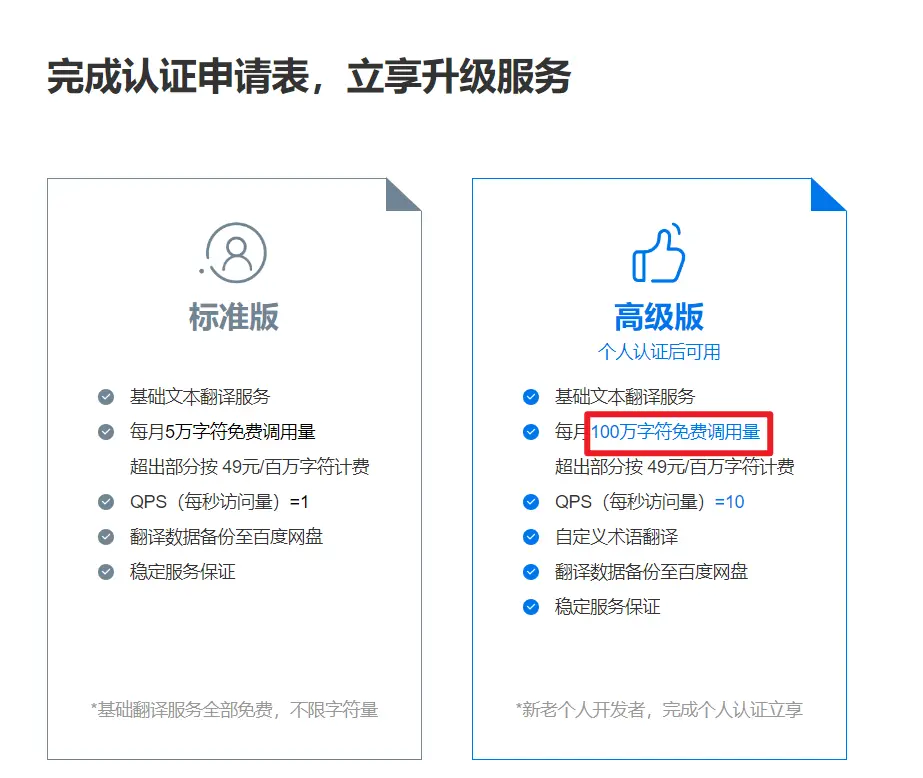 完成认证申请表，立享升级服务
标准版
基础文本翻译服务
每月5万字符免费调用量
超出部分按 49元/百万字符计费
QPS（每秒访问量）=1
翻译数据备份至百度网盘
稳定服务保证
*基础翻译服务全部免费，不限字符量
高级版
个人认证后可用
基础文本翻译服务
每月100万字符免费调用量
超出部分按 49元/百万字符计费
QPS（每秒访问量）=10
自定义术语翻译
翻译数据备份至百度网盘
稳定服务保证
*新老个人开发者，完成个人认证立享